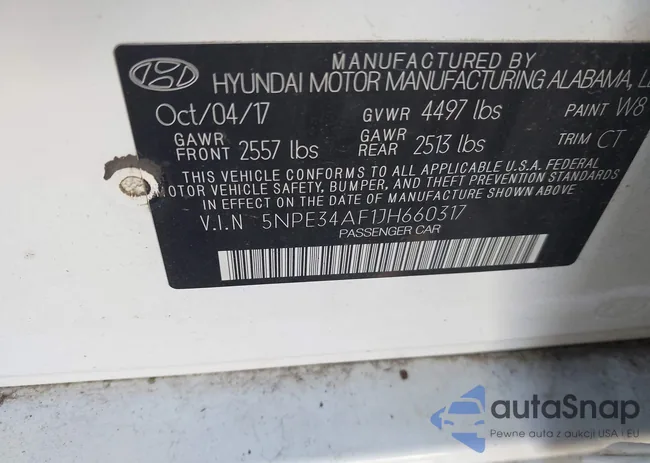 MANUFACTURED BY
HYUNDAI MOTOR MANUFACTURING ALABAMA,
Oct/04/17 GVWR 4497 lbs PAINT W8
GAWR FRONT 2557 lbs GAWR REAR 2513 lbs TRIM CT
THIS VEHICLE CONFORMS TO ALL APPLICABLE U.S.A. FEDERAL
MOTOR VEHICLE SAFETY, BUMPER, AND THEFT PREVENTION STANDARDS
IN EFFECT ON THE DATE OF MANUFACTURE SHOWN ABOVE.
V.I.N 5NPE34AF1JH660317
PASSENGER CAR
autoSnap
Pewne auta z aukcji USA i EU